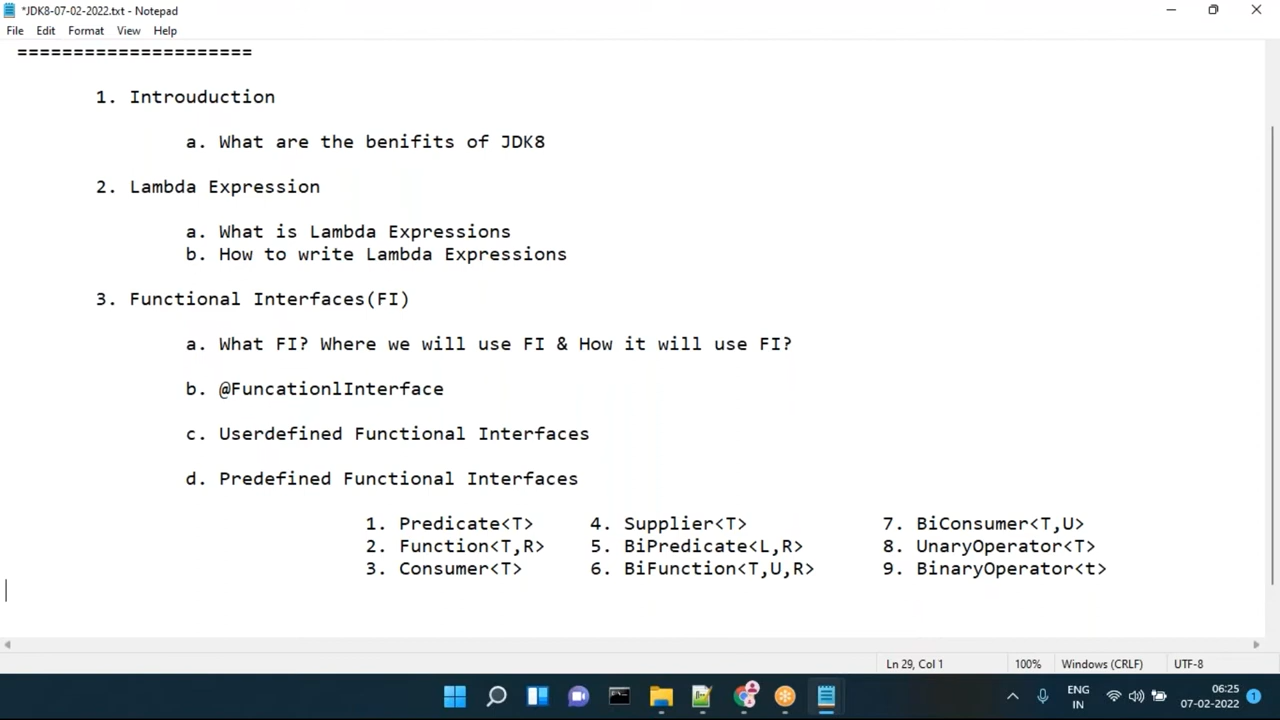 *JDK8-07-02-2022.txt - Notepad
File Edit Format View Help
=====================
1. Introuduction
a. What are the benifits of JDK8
2. Lambda Expression
a. What is Lambda Expressions
b. How to write Lambda Expressions
3. Functional Interfaces(FI)
a. What FI? Where we will use FI & How it will use FI?
b. @FuncationlInterface
c. Userdefined Functional Interfaces
d. Predefined Functional Interfaces
1. Predicate<T> 4. Supplier<T> 7. BiConsumer<T,U>
2. Function<T,R> 5. BiPredicate<L,R> 8. UnaryOperator<T>
3. Consumer<T> 6. BiFunction<T,U,R> 9. BinaryOperator<t>
Ln 29, Col 1 100% Windows (CRLF) UTF-8
ENG 06:25
IN 07-02-2022 1